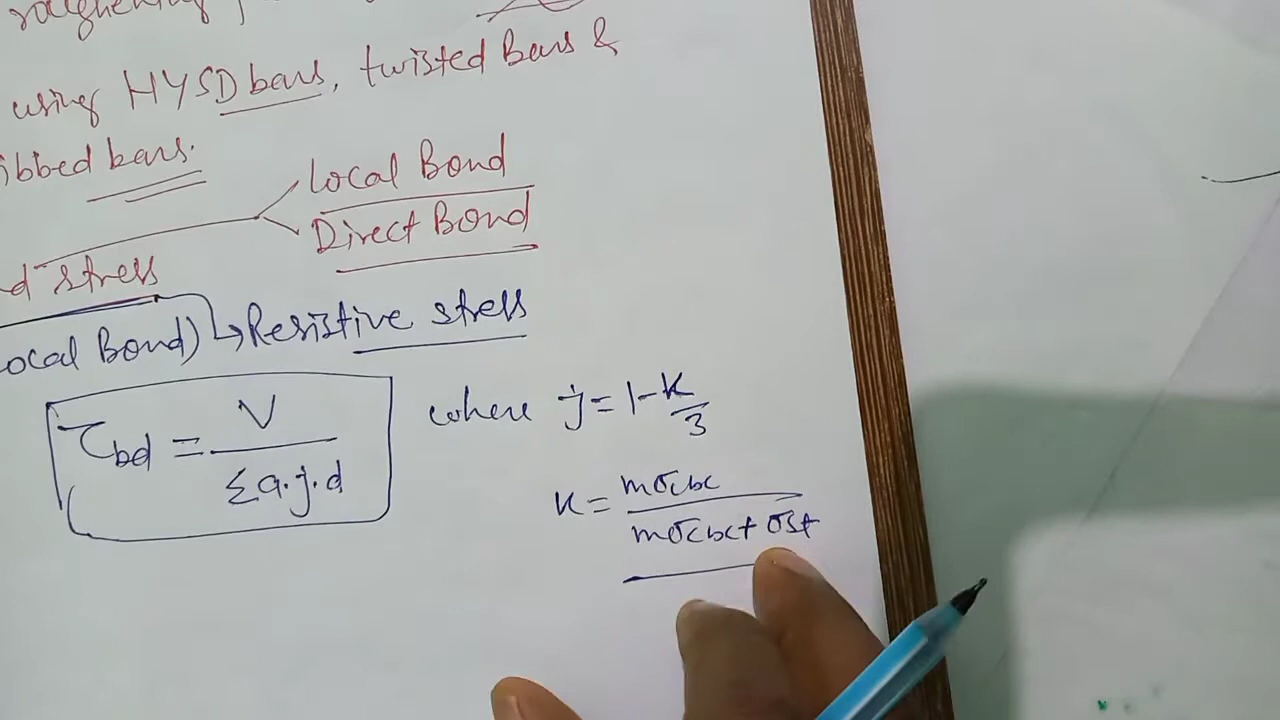 using HYSD bars, twisted Bars &
ibbed bars.
Local Bond
Direct Bond
d stress
ocal Bond) ↳ Resistive stress
τbd = V / Σa.j.d
where j = 1 - k/3
k = mσcbc / mσcbc + σst